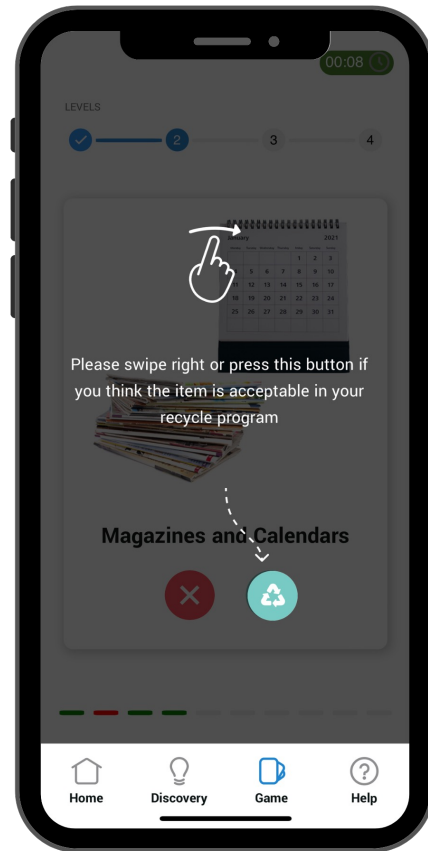 00:08
LEVELS
2
3
4
January 2021
1 2 3
5 6 7 8 9 10
11 12 13 14 15 16 17
18 19 20 21 22 23 24
25 26 27 28 29 30 31
Please swipe right or press this button if
you think the item is acceptable in your
recycle program
Magazines and Calendars
Home Discovery Game Help